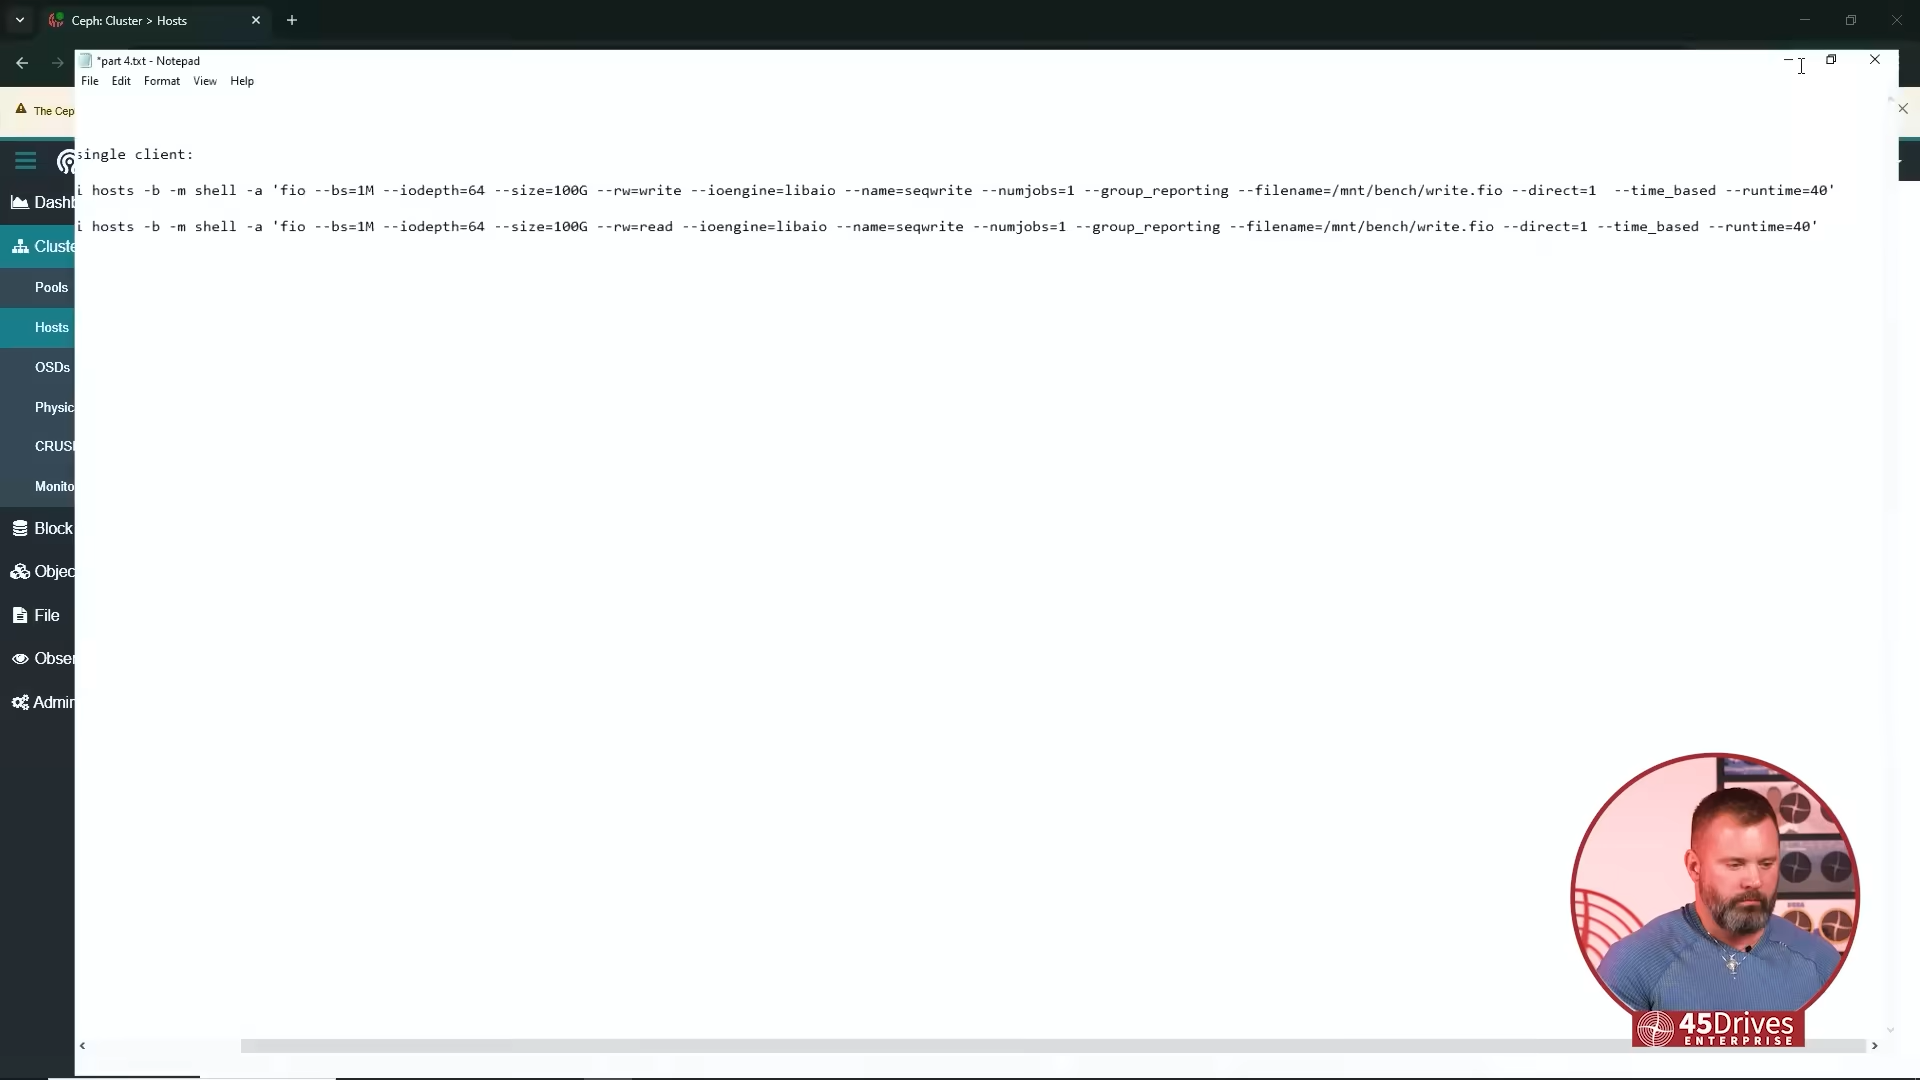 Ceph: Cluster > Hosts
*part 4.txt - Notepad
File Edit Format View Help
The Cep
single client:
i hosts -b -m shell -a 'fio --bs=1M --iodepth=64 --size=100G --rw=write --ioengine=libaio --name=seqwrite --numjobs=1 --group_reporting --filename=/mnt/bench/write.fio --direct=1  --time_based --runtime=40'
i hosts -b -m shell -a 'fio --bs=1M --iodepth=64 --size=100G --rw=read --ioengine=libaio --name=seqwrite --numjobs=1 --group_reporting --filename=/mnt/bench/write.fio --direct=1 --time_based --runtime=40'
Dashb
Cluste
Pools
Hosts
OSDs
Physic
CRUSH
Monito
Block
Objec
File
Obser
Admin
45Drives
ENTERPRISE